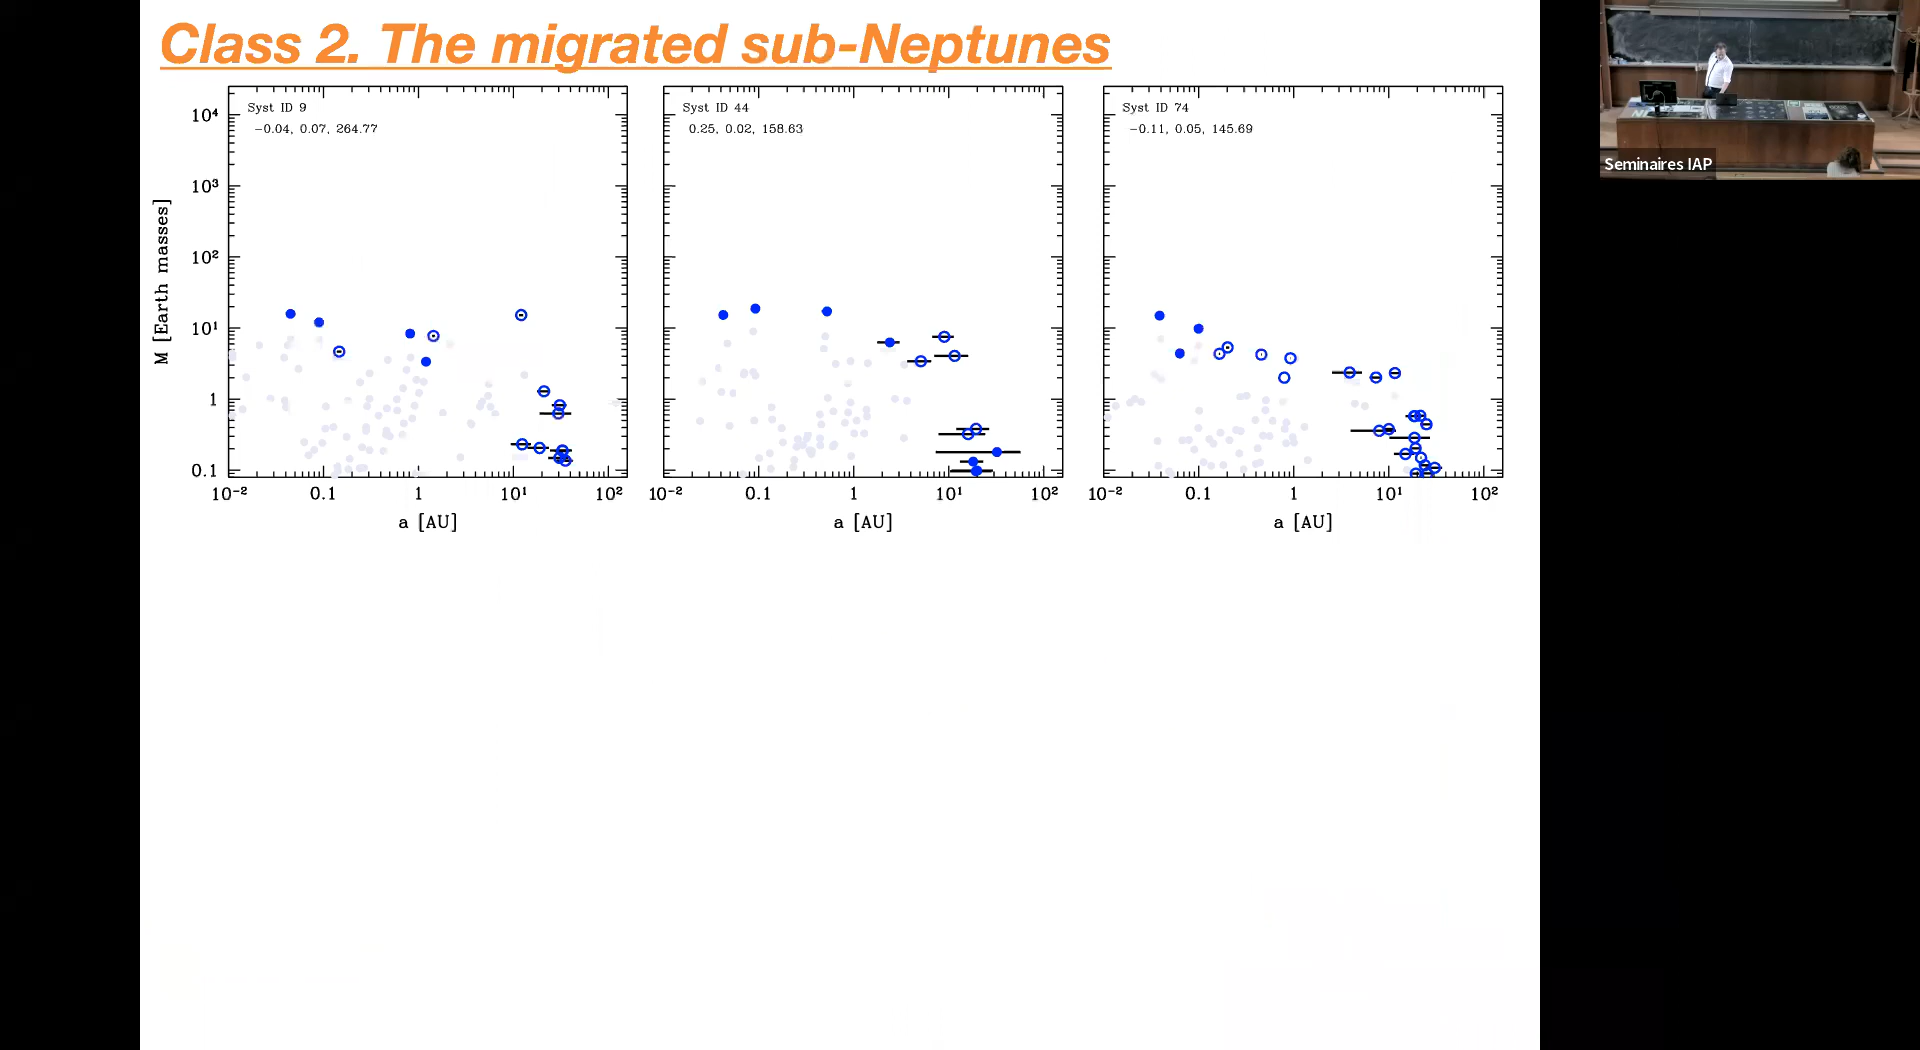 Class 2. The migrated sub-Neptunes
Syst ID 9
−0.04, 0.07, 264.77
Syst ID 44
0.25, 0.02, 158.63
Syst ID 74
−0.11, 0.05, 145.69
M [Earth masses]
10⁴
10³
10²
10¹
1
0.1
10⁻² 0.1 1 10¹ 10²
a [AU]
10⁻² 0.1 1 10¹ 10²
a [AU]
10⁻² 0.1 1 10¹ 10²
a [AU]
Seminaires IAP